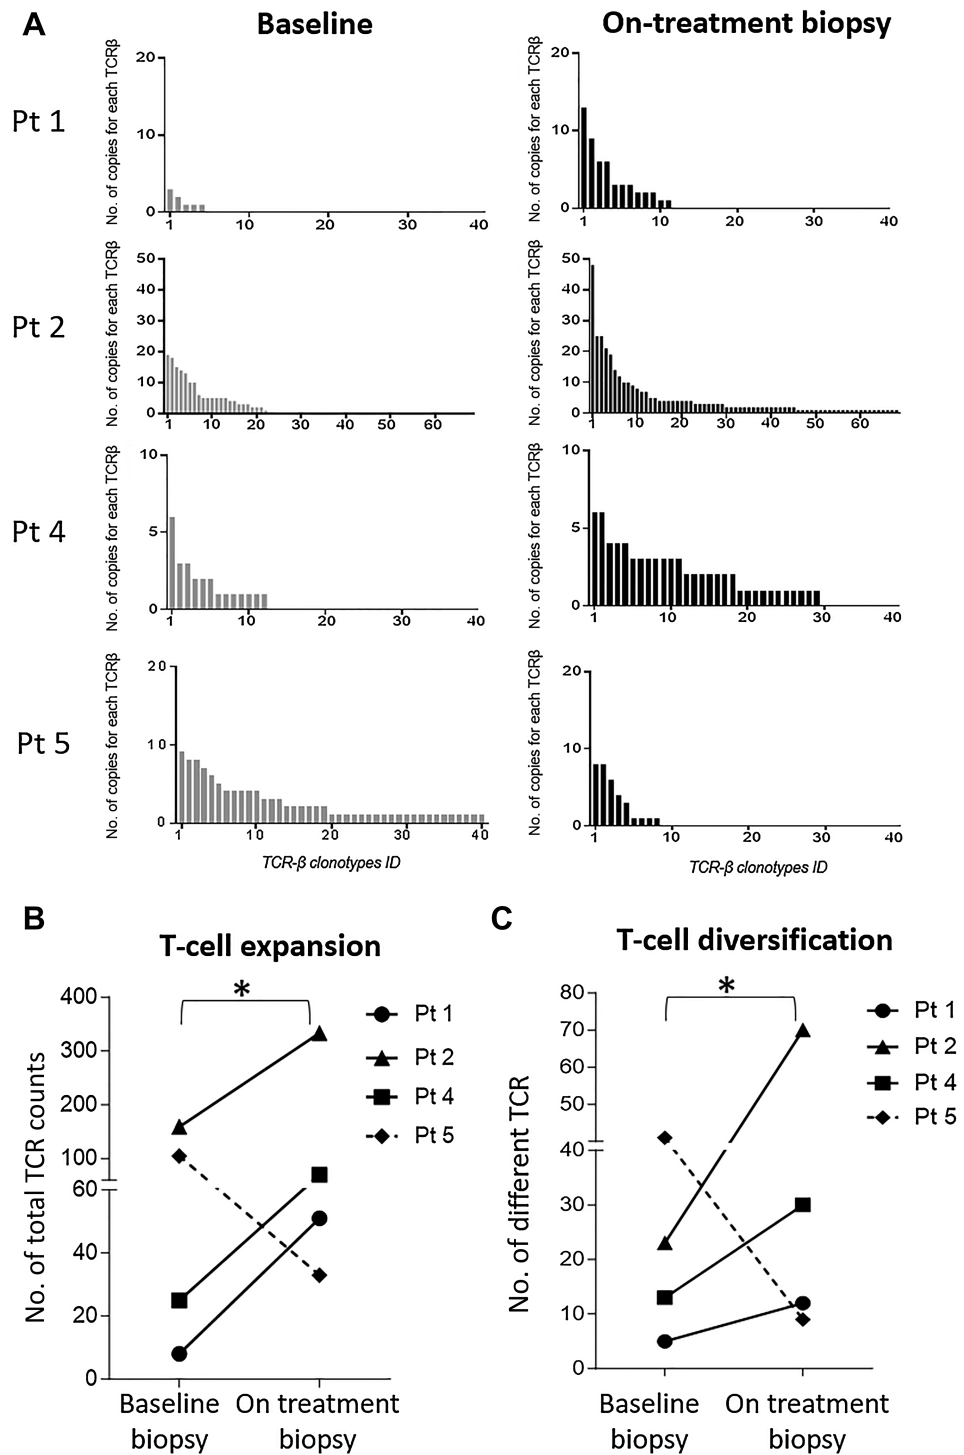 A
Baseline
On-treatment biopsy
Pt 1
No. of copies for each TCRβ
20
10
0
1 10 20 30 40
No. of copies for each TCRβ
20
10
0
1 10 20 30 40
Pt 2
No. of copies for each TCRβ
50
40
30
20
10
0
1 10 20 30 40 50 60
No. of copies for each TCRβ
50
40
30
20
10
0
1 10 20 30 40 50 60
Pt 4
No. of copies for each TCRβ
10
5
0
1 10 20 30 40
No. of copies for each TCRβ
10
5
0
1 10 20 30 40
Pt 5
No. of copies for each TCRβ
20
10
0
1 10 20 30 40
TCR-β clonotypes ID
No. of copies for each TCRβ
20
10
0
1 10 20 30 40
TCR-β clonotypes ID
B
T-cell expansion
*
No. of total TCR counts
400
300
200
100
60
40
20
0
Baseline biopsy
On treatment biopsy
Pt 1
Pt 2
Pt 4
Pt 5
C
T-cell diversification
*
No. of different TCR
80
70
60
50
40
30
20
10
0
Baseline biopsy
On treatment biopsy
Pt 1
Pt 2
Pt 4
Pt 5